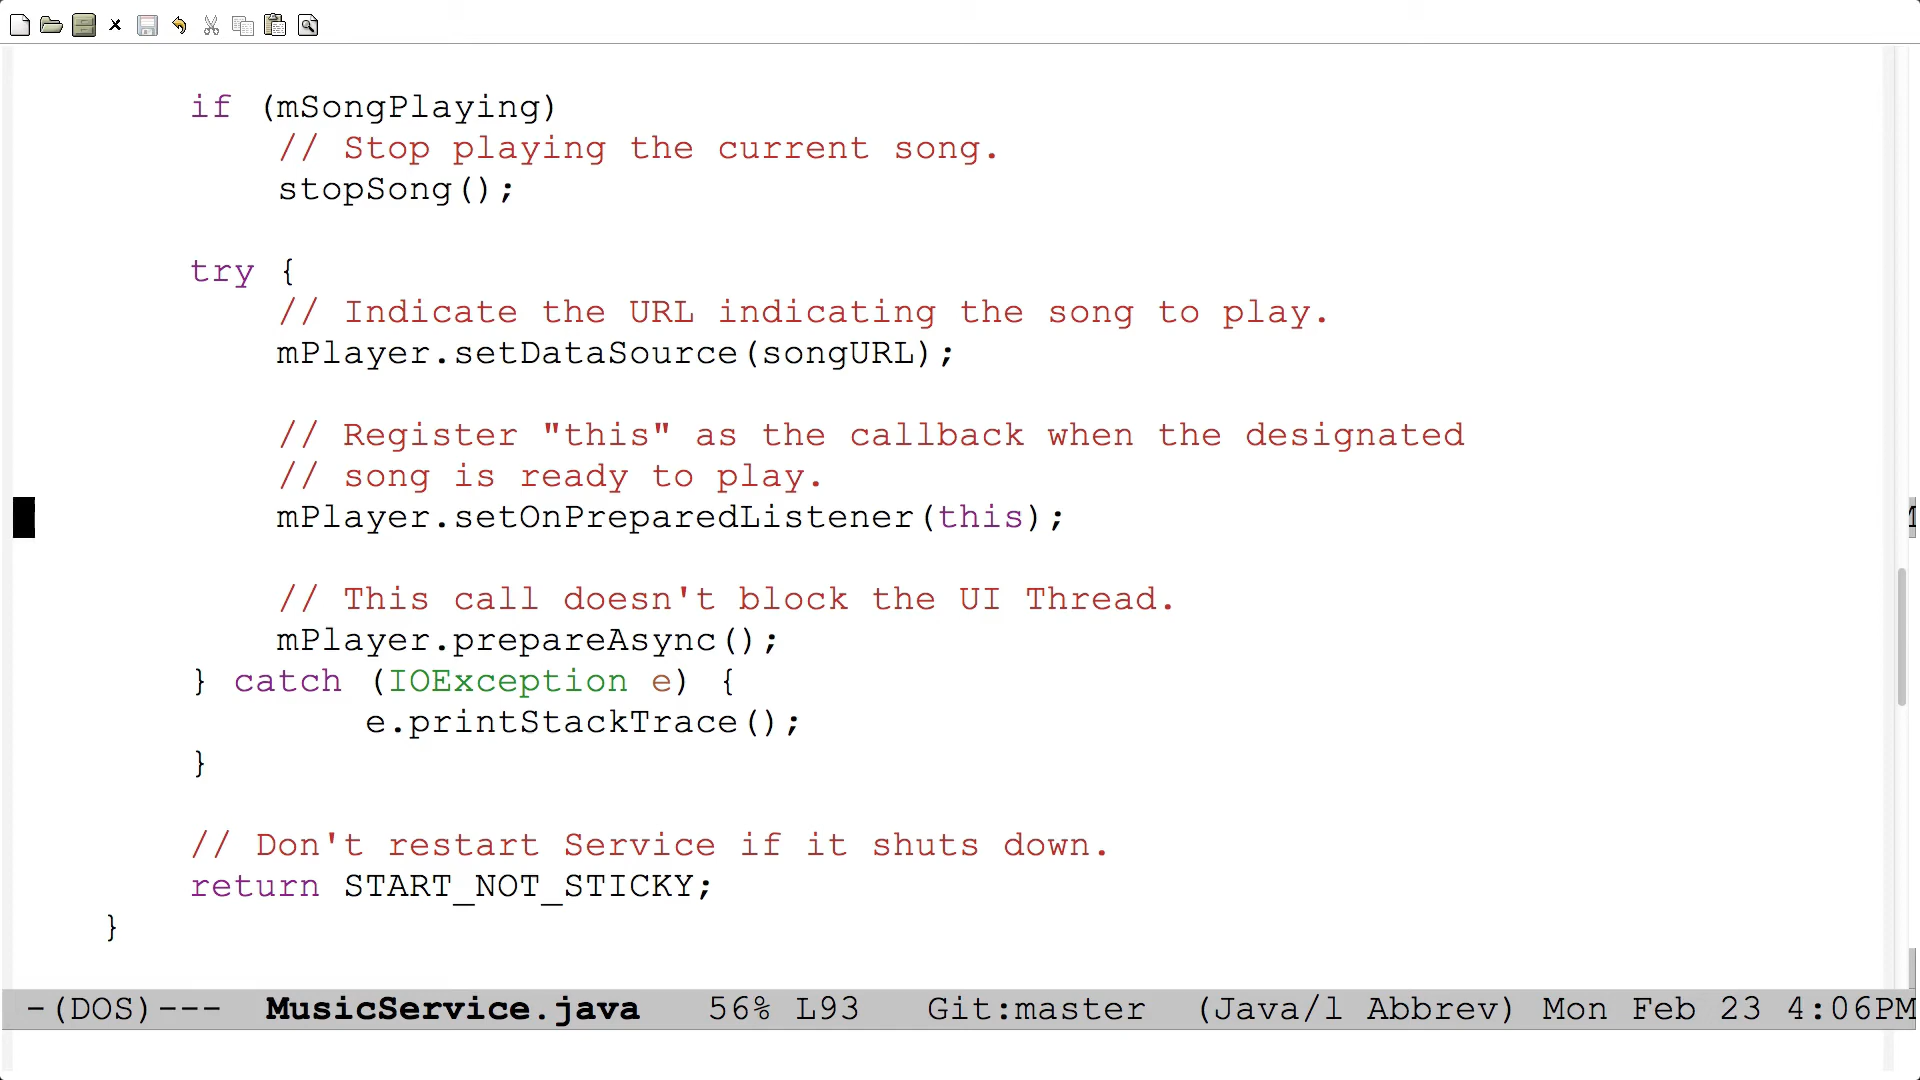 if (mSongPlaying)
// Stop playing the current song.
stopSong();
try {
// Indicate the URL indicating the song to play.
mPlayer.setDataSource(songURL);
// Register "this" as the callback when the designated
// song is ready to play.
mPlayer.setOnPreparedListener(this);
// This call doesn't block the UI Thread.
mPlayer.prepareAsync();
} catch (IOException e) {
e.printStackTrace();
}
// Don't restart Service if it shuts down.
return START_NOT_STICKY;
}
-(DOS)--- MusicService.java 56% L93 Git:master (Java/l Abbrev) Mon Feb 23 4:06PM